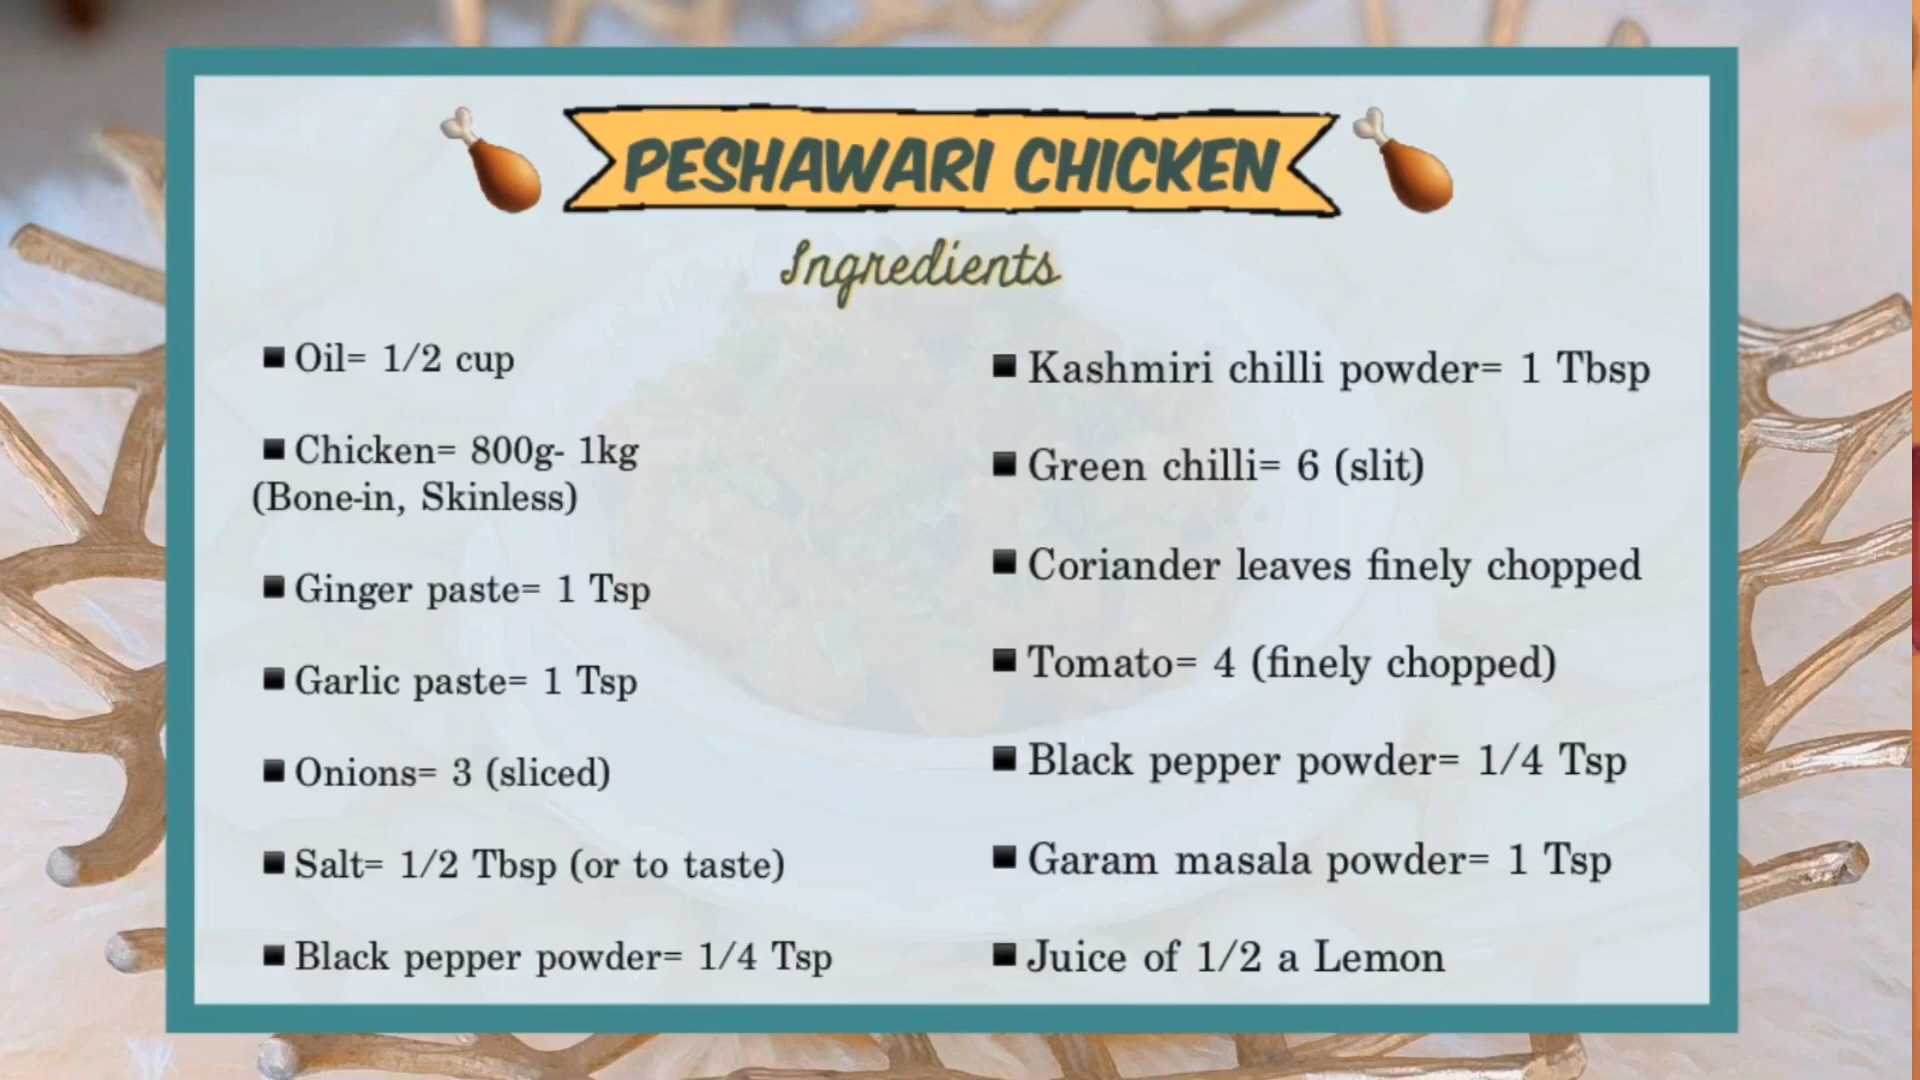 PESHAWARI CHICKEN
Ingredients
▪ Oil= 1/2 cup
▪ Chicken= 800g- 1kg
(Bone-in, Skinless)
▪ Ginger paste= 1 Tsp
▪ Garlic paste= 1 Tsp
▪ Onions= 3 (sliced)
▪ Salt= 1/2 Tbsp (or to taste)
▪ Black pepper powder= 1/4 Tsp
▪ Kashmiri chilli powder= 1 Tbsp
▪ Green chilli= 6 (slit)
▪ Coriander leaves finely chopped
▪ Tomato= 4 (finely chopped)
▪ Black pepper powder= 1/4 Tsp
▪ Garam masala powder= 1 Tsp
▪ Juice of 1/2 a Lemon